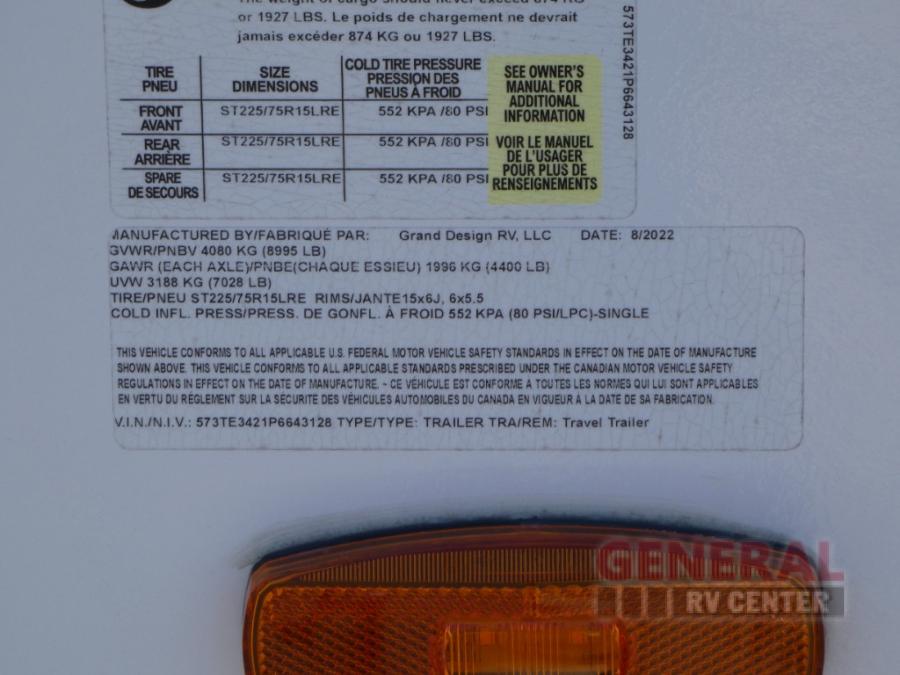 The weight of cargo should never exceed 874 KG
or 1927 LBS. Le poids de chargement ne devrait
jamais excéder 874 KG ou 1927 LBS.
TIRE PNEU SIZE DIMENSIONS COLD TIRE PRESSURE PRESSION DES PNEUS À FROID
FRONT AVANT ST225/75R15LRE 552 KPA /80 PSI
REAR ARRIÈRE ST225/75R15LRE 552 KPA /80 PSI
SPARE DE SECOURS ST225/75R15LRE 552 KPA /80 PSI
SEE OWNER'S
MANUAL FOR
ADDITIONAL
INFORMATION
VOIR LE MANUEL
DE L'USAGER
POUR PLUS DE
RENSEIGNEMENTS
573TE3421P6643128
MANUFACTURED BY/FABRIQUÉ PAR: Grand Design RV, LLC DATE: 8/2022
GVWR/PNBV 4080 KG (8995 LB)
GAWR (EACH AXLE)/PNBE(CHAQUE ESSIEU) 1996 KG (4400 LB)
UVW 3188 KG (7028 LB)
TIRE/PNEU ST225/75R15LRE RIMS/JANTE15x6J, 6x5.5
COLD INFL. PRESS/PRESS. DE GONFL. À FROID 552 KPA (80 PSI/LPC)-SINGLE
THIS VEHICLE CONFORMS TO ALL APPLICABLE U.S. FEDERAL MOTOR VEHICLE SAFETY STANDARDS IN EFFECT ON THE DATE OF MANUFACTURE
SHOWN ABOVE. THIS VEHICLE CONFORMS TO ALL APPLICABLE STANDARDS PRESCRIBED UNDER THE CANADIAN MOTOR VEHICLE SAFETY
REGULATIONS IN EFFECT ON THE DATE OF MANUFACTURE. - CE VÉHICULE EST CONFORME À TOUTES LES NORMES QUI LUI SONT APPLICABLES
EN VERTU DU RÈGLEMENT SUR LA SÉCURITÉ DES VÉHICULES AUTOMOBILES DU CANADA EN VIGUEUR À LA DATE DE SA FABRICATION.
V.I.N./N.I.V.: 573TE3421P6643128 TYPE/TYPE: TRAILER TRA/REM: Travel Trailer
GENERAL
RV CENTER